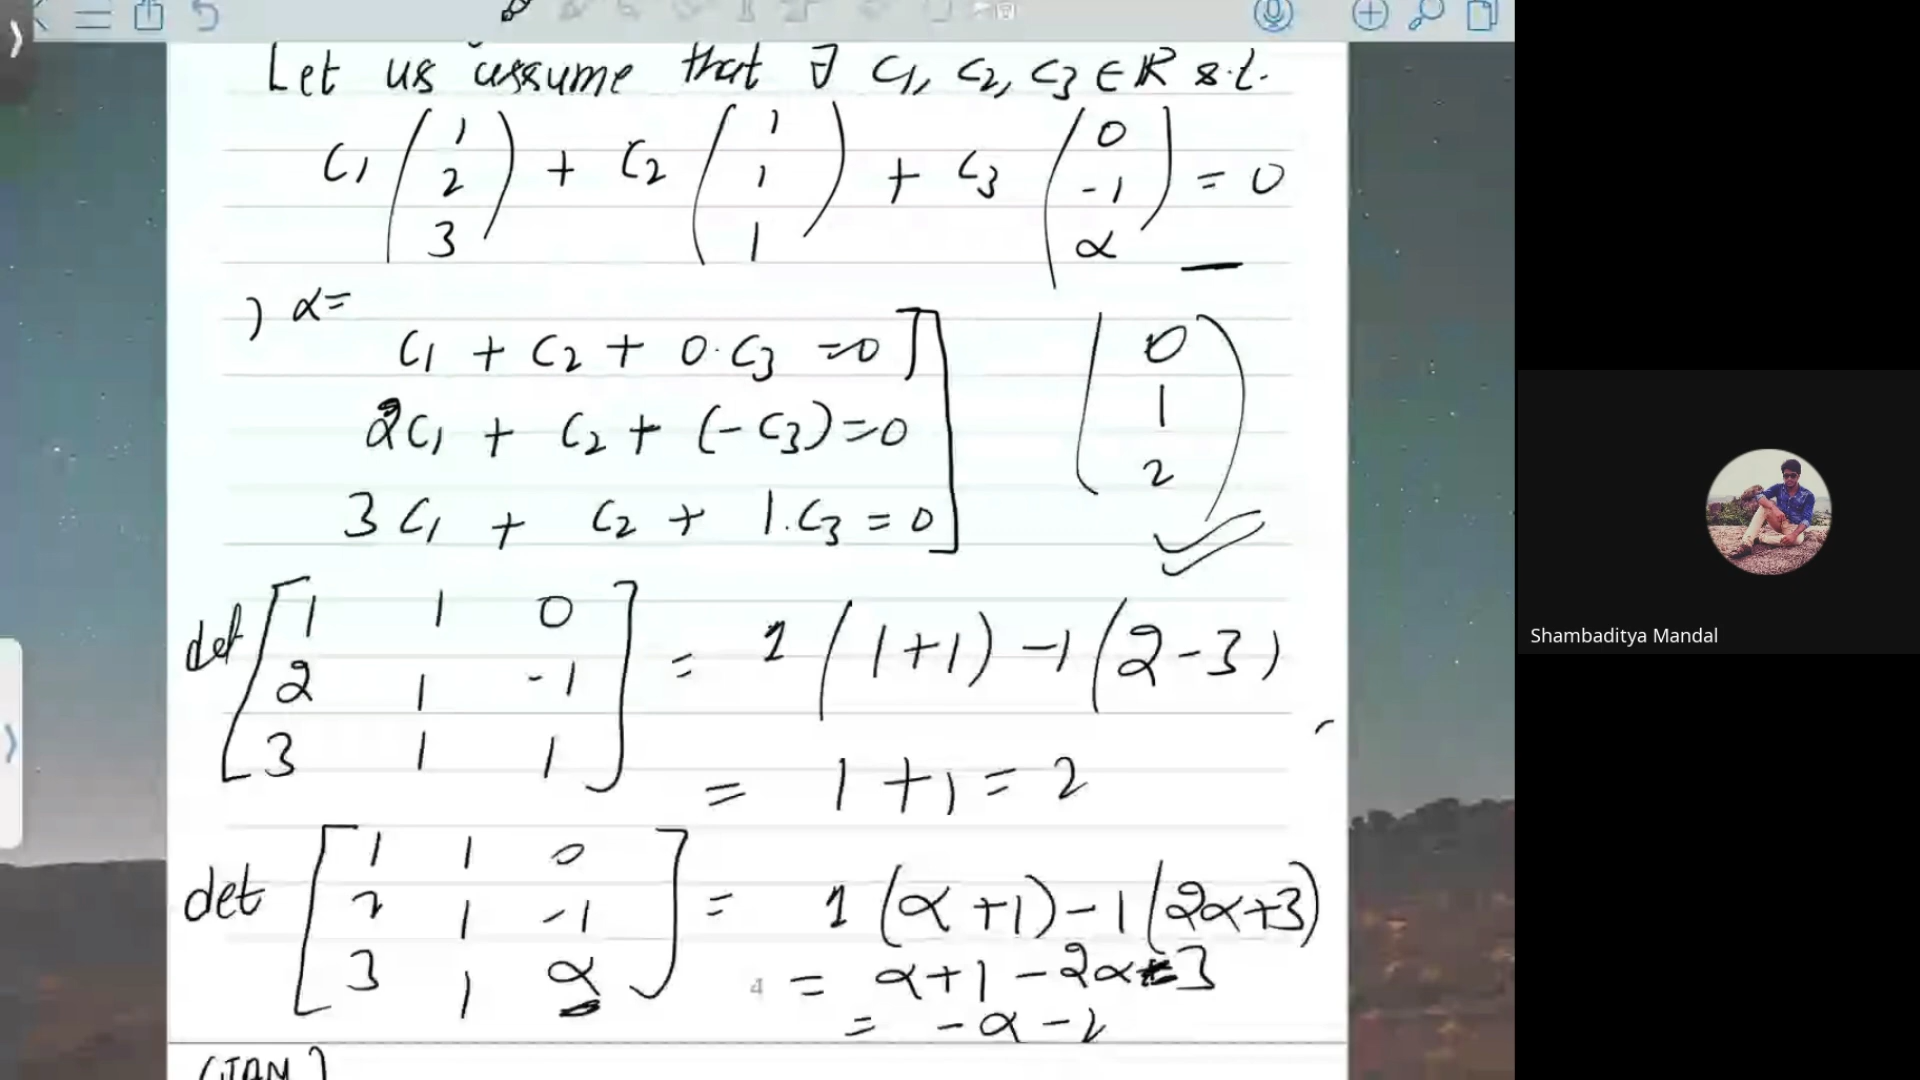 Let us assume that ∃ C1, C2, C3 ∈ ℝ s.t.
C1 (1 2 3) + C2 (1 1 1) + C3 (0 -1 α) = 0
) α=
C1 + C2 + 0·C3 = 0
2C1 + C2 + (-C3) = 0
3C1 + C2 + 1.C3 = 0
(0 1 2)
det [1 1 0
2 1 -1
3 1 1] = 1(1+1) -1(2-3)
= 1+1 = 2
det [1 1 0
2 1 -1
3 1 α] = 1(α+1) -1(2α+3)
= α+1 -2α-3
= -α-2
4
(JAM)
Shambaditya Mandal